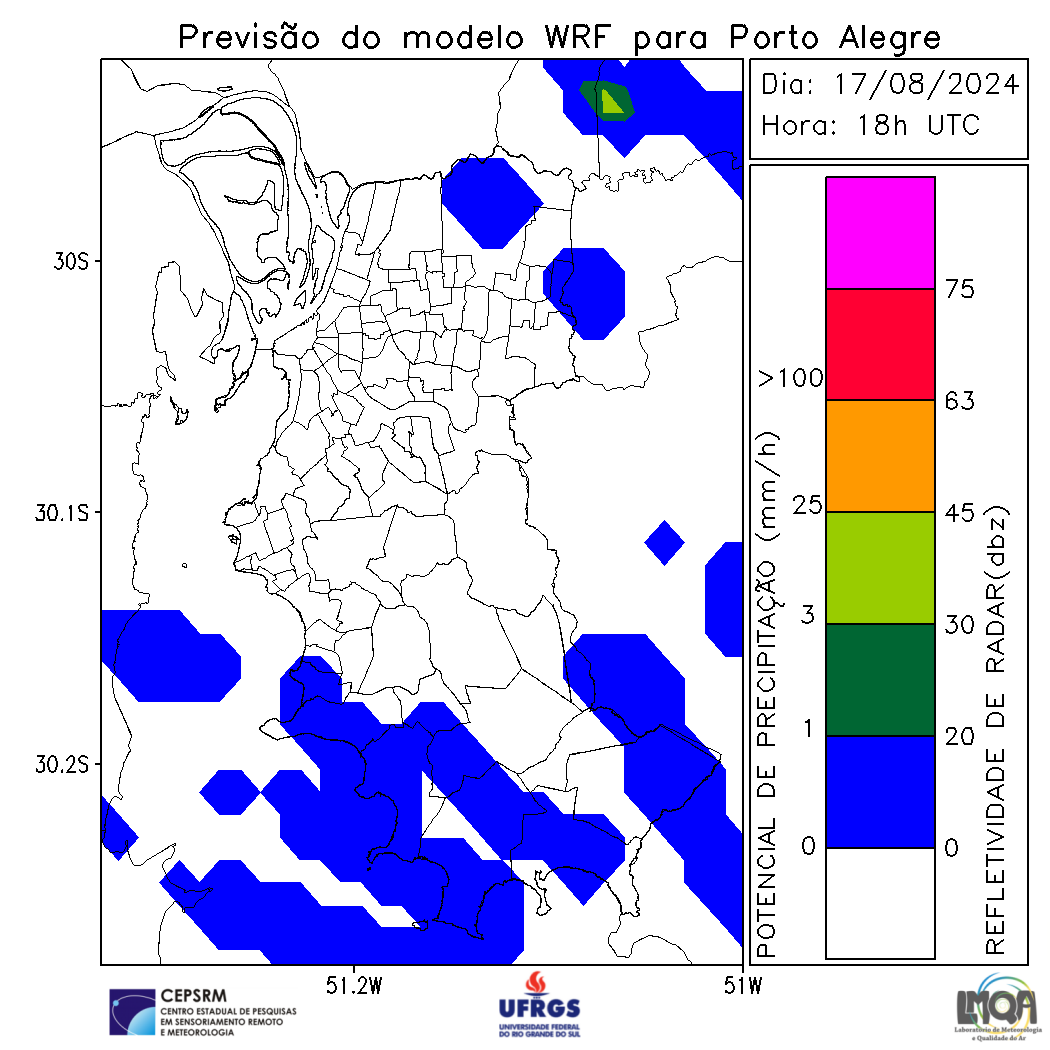 Previsão do modelo WRF para Porto Alegre
Dia: 17/08/2024
Hora: 18h UTC
30S
30.1S
30.2S
51.2W
51W
POTENCIAL DE PRECIPITAÇÃO (mm/h)
>100
25
3
1
0
75
63
45
30
20
0
REFLETIVIDADE DE RADAR(dbz)
CEPSRM
CENTRO ESTADUAL DE PESQUISAS
EM SENSORIAMENTO REMOTO
E METEOROLOGIA
UFRGS
UNIVERSIDADE FEDERAL
DO RIO GRANDE DO SUL
LMQA
Laboratório de Meteorologia
e Qualidade do Ar